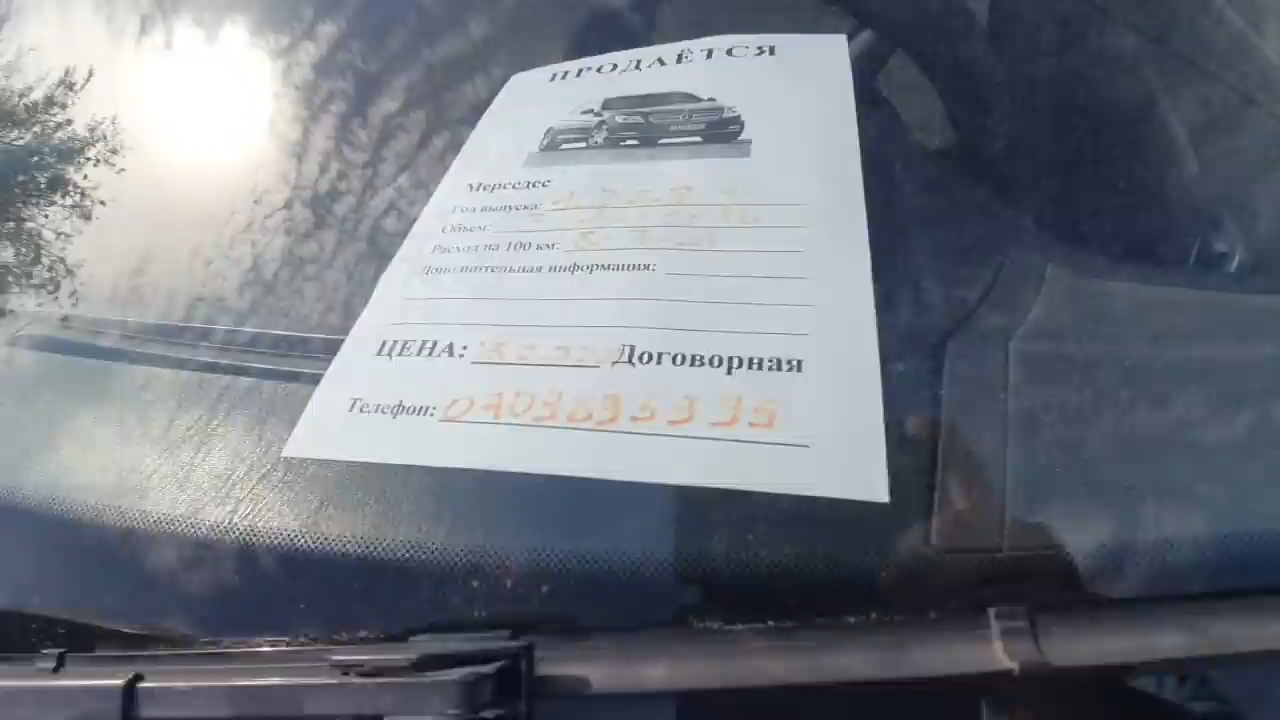 ПРОДАЁТСЯ
Мерседес
Год выпуска:
Объем:
Расход на 100 км:
Дополнительная информация:
ЦЕНА: Договорная
Телефон: